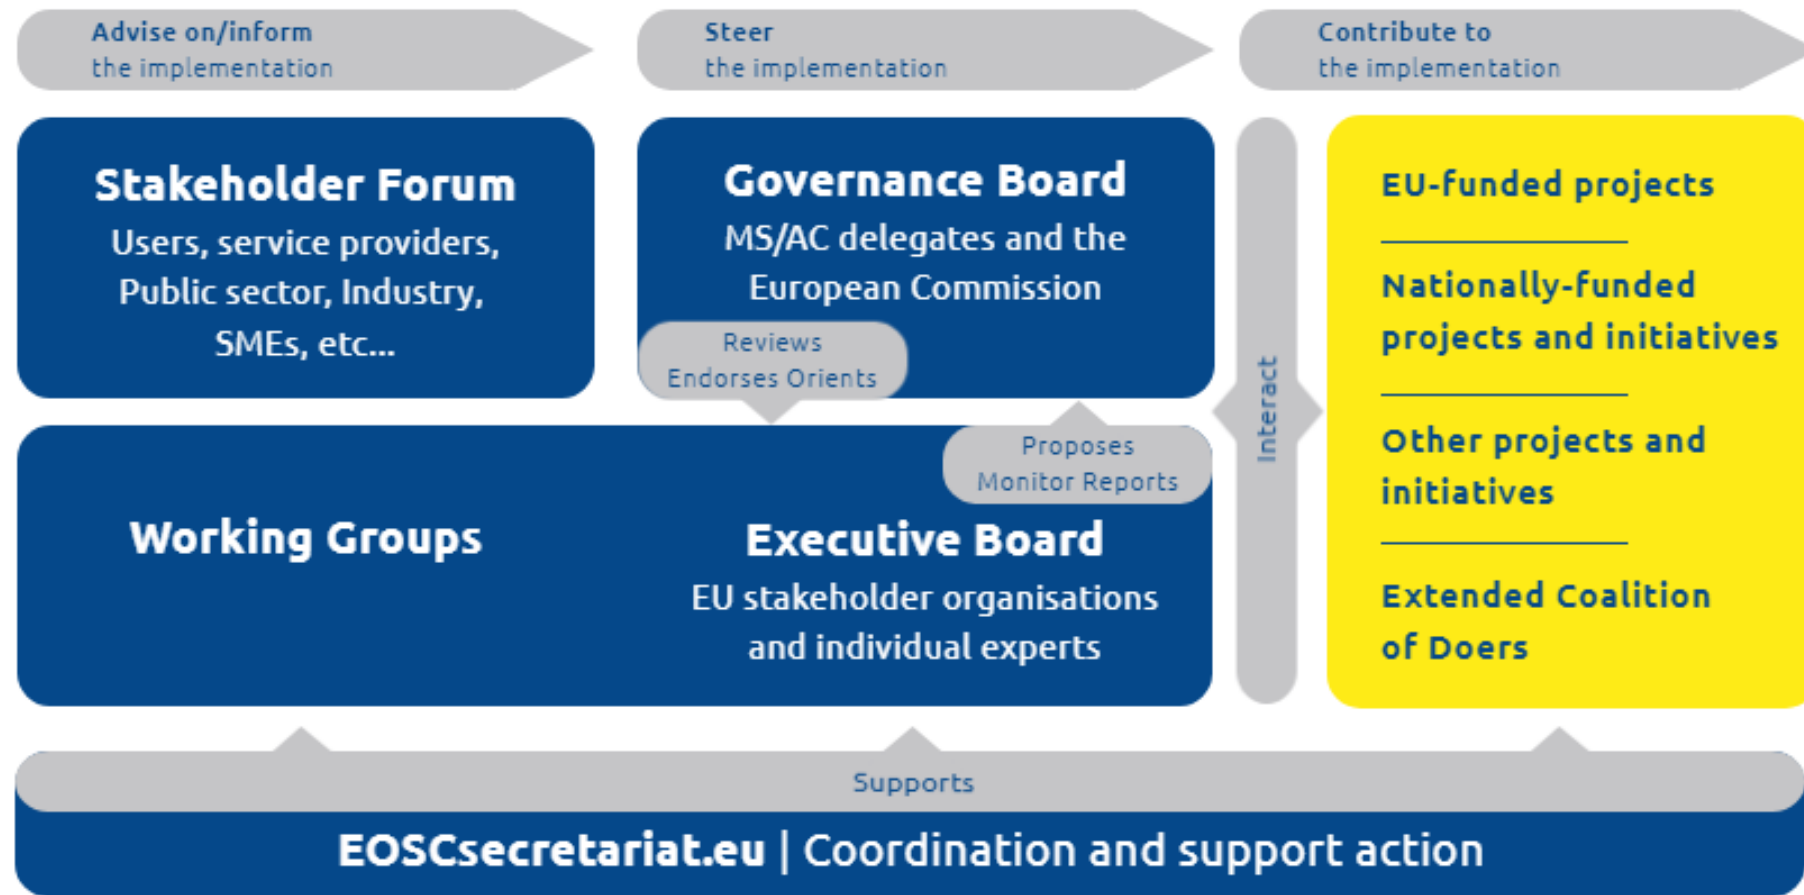 Advise on/inform
the implementation
Steer
the implementation
Contribute to
the implementation
Stakeholder Forum
Users, service providers,
Public sector, Industry,
SMEs, etc...
Governance Board
MS/AC delegates and the
European Commission
Reviews
Endorses Orients
Proposes
Monitor Reports
Working Groups
Executive Board
EU stakeholder organisations
and individual experts
Interact
EU-funded projects
Nationally-funded
projects and initiatives
Other projects and
initiatives
Extended Coalition
of Doers
Supports
EOSCsecretariat.eu | Coordination and support action